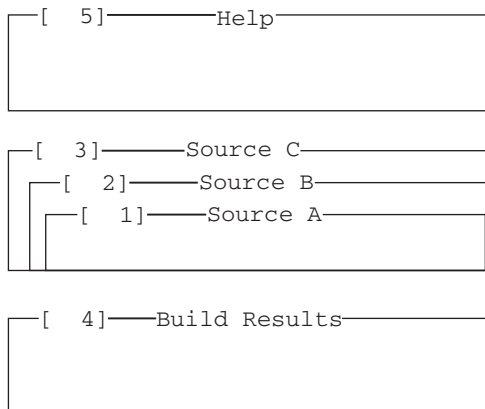 [  5] Help
[  3] Source C
[  2] Source B
[  1] Source A
[  4] Build Results